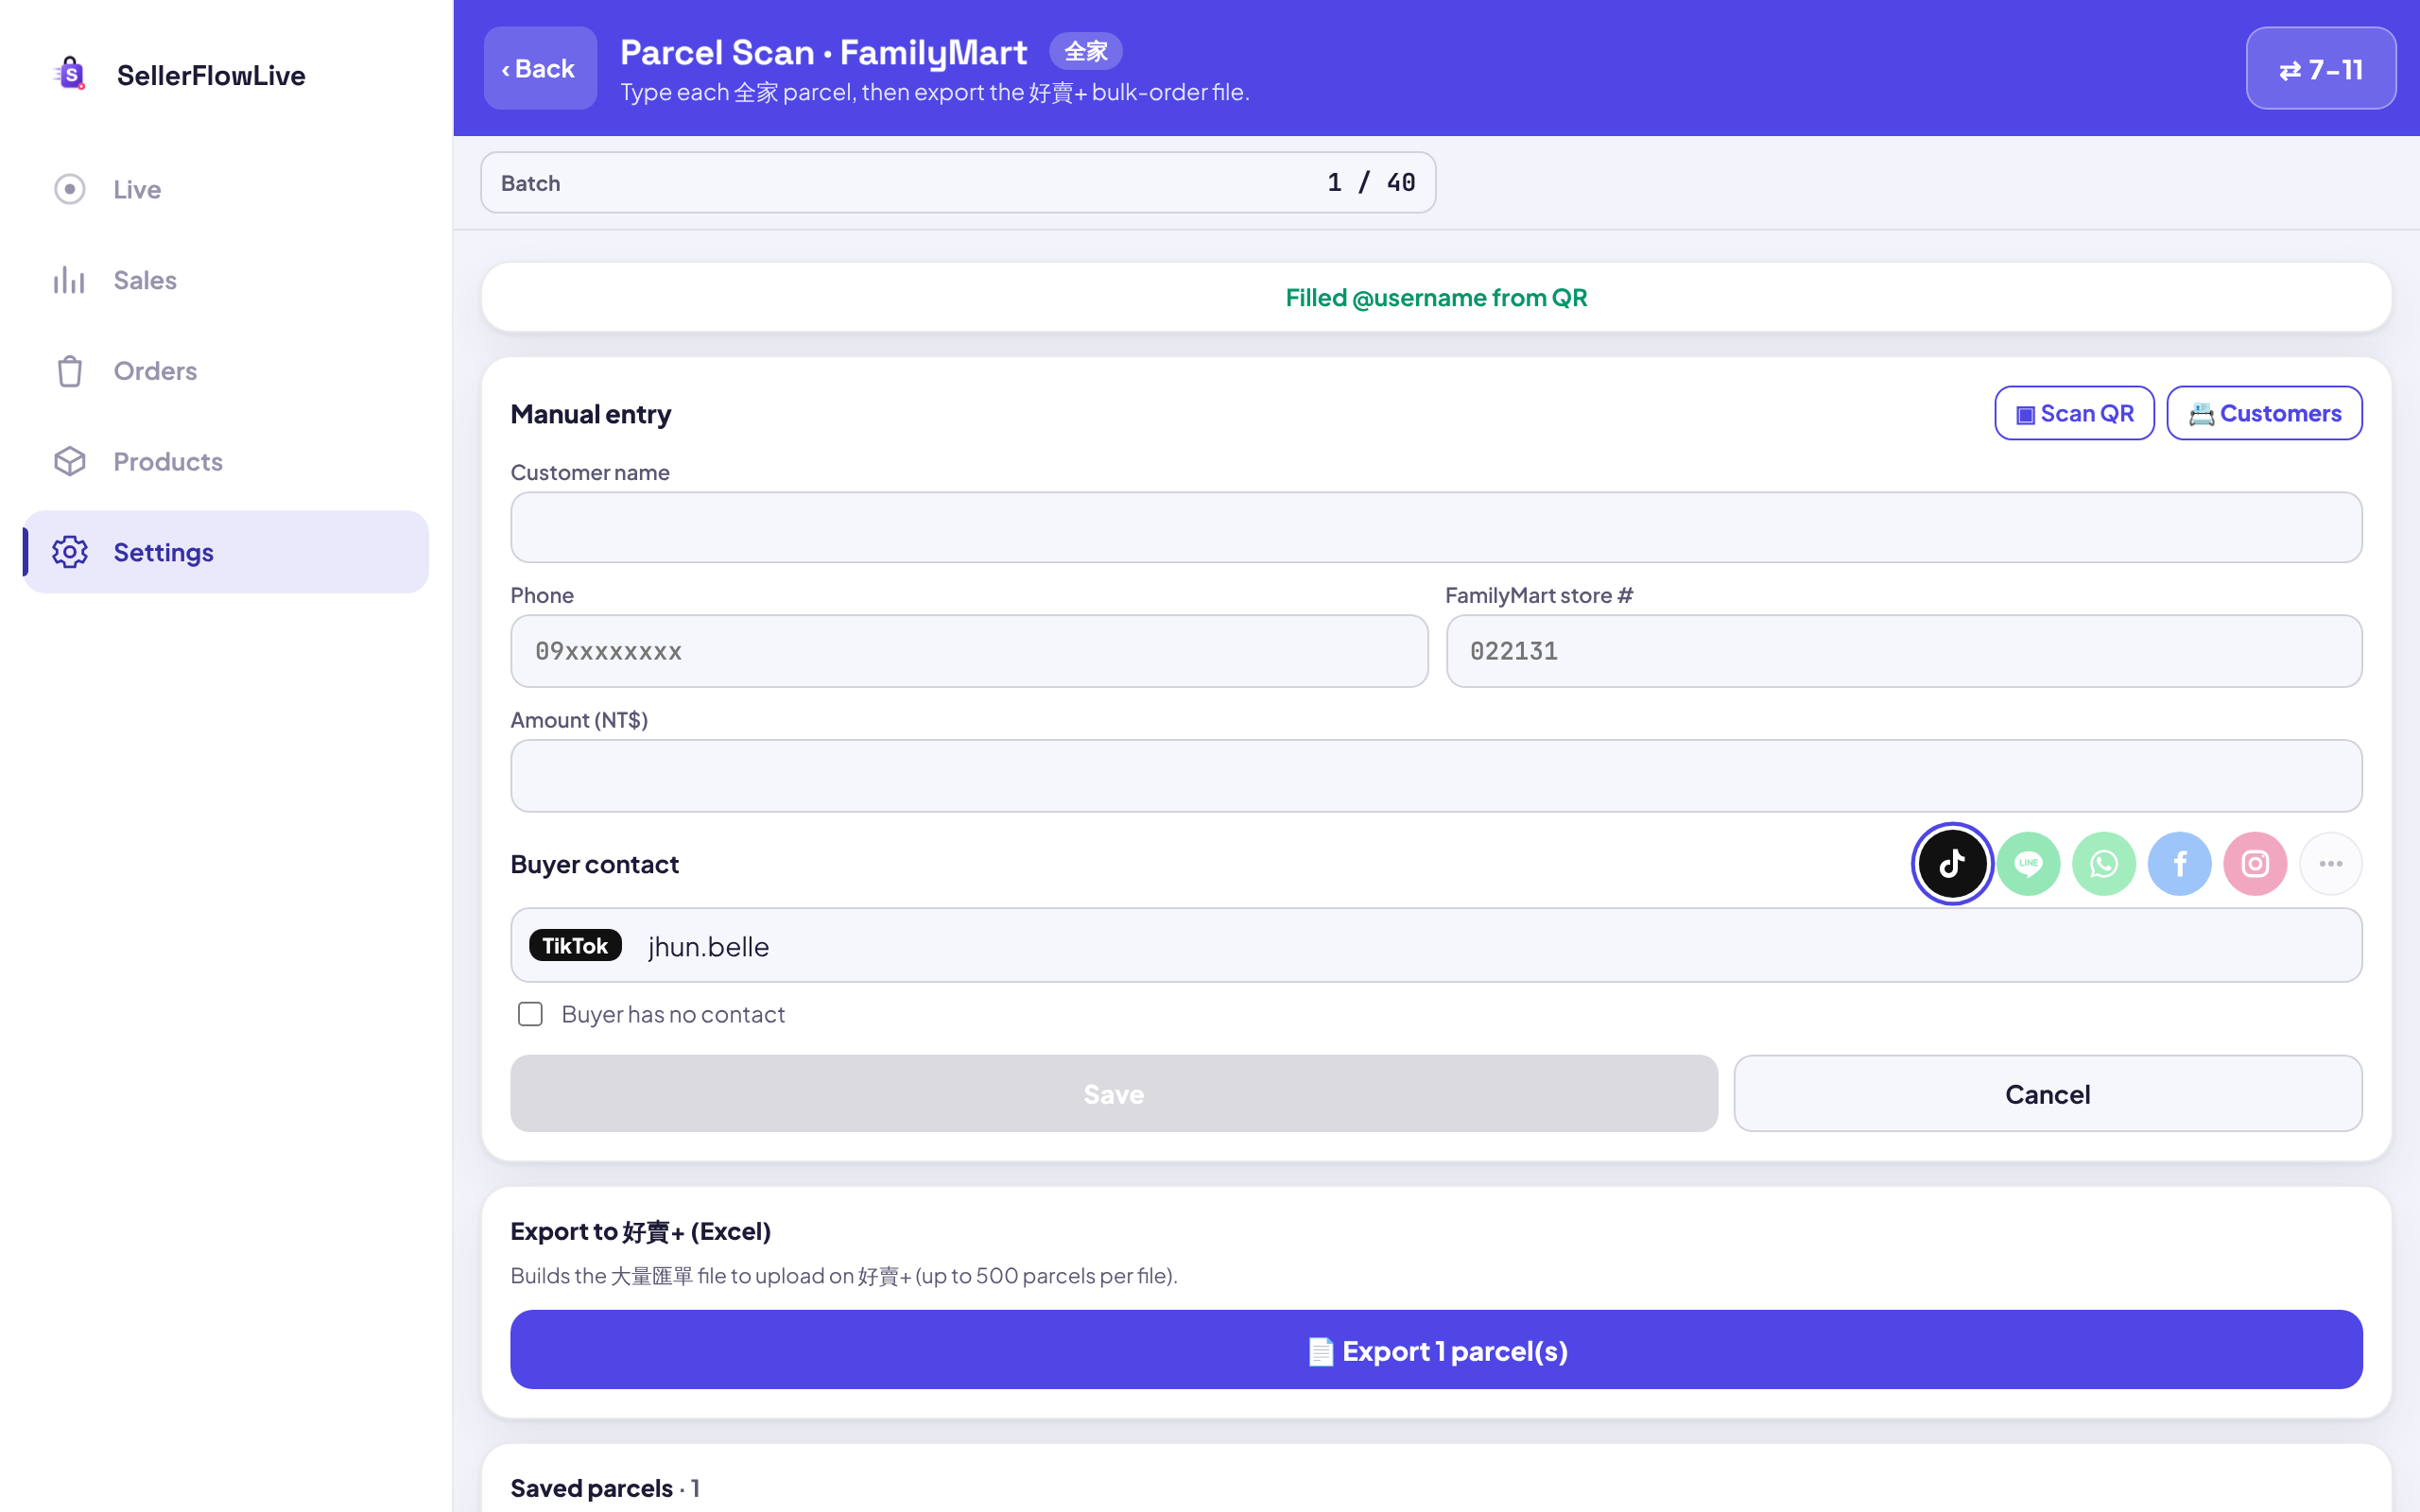 SellerFlowLive
Live
Sales
Orders
Products
Settings
‹ Back
Parcel Scan · FamilyMart 全家
Type each 全家 parcel, then export the 好賣+ bulk-order file.
⇄ 7-11
Batch 1 / 40
Filled @username from QR
Manual entry
Scan QR
Customers
Customer name
Phone
FamilyMart store #
09xxxxxxxx
022131
Amount (NT$)
Buyer contact
LINE
TikTok jhun.belle
Buyer has no contact
Save
Cancel
Export to 好賣+ (Excel)
Builds the 大量匯單 file to upload on 好賣+ (up to 500 parcels per file).
Export 1 parcel(s)
Saved parcels · 1